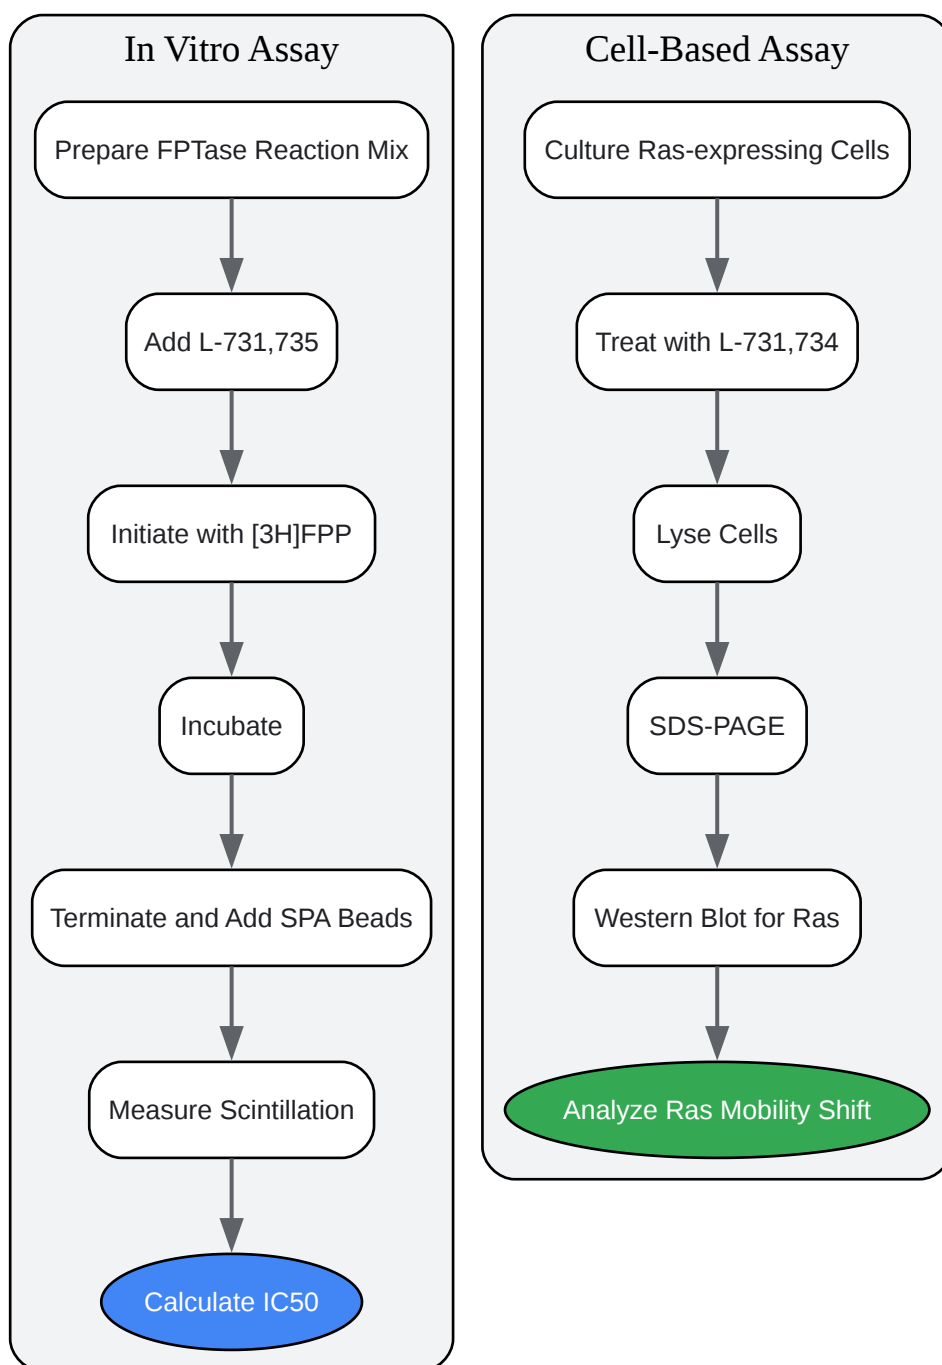 In Vitro Assay
Prepare FPTase Reaction Mix
Add L-731,735
Initiate with [3H]FPP
Incubate
Terminate and Add SPA Beads
Measure Scintillation
Calculate IC50
Cell-Based Assay
Culture Ras-expressing Cells
Treat with L-731,734
Lyse Cells
SDS-PAGE
Western Blot for Ras
Analyze Ras Mobility Shift